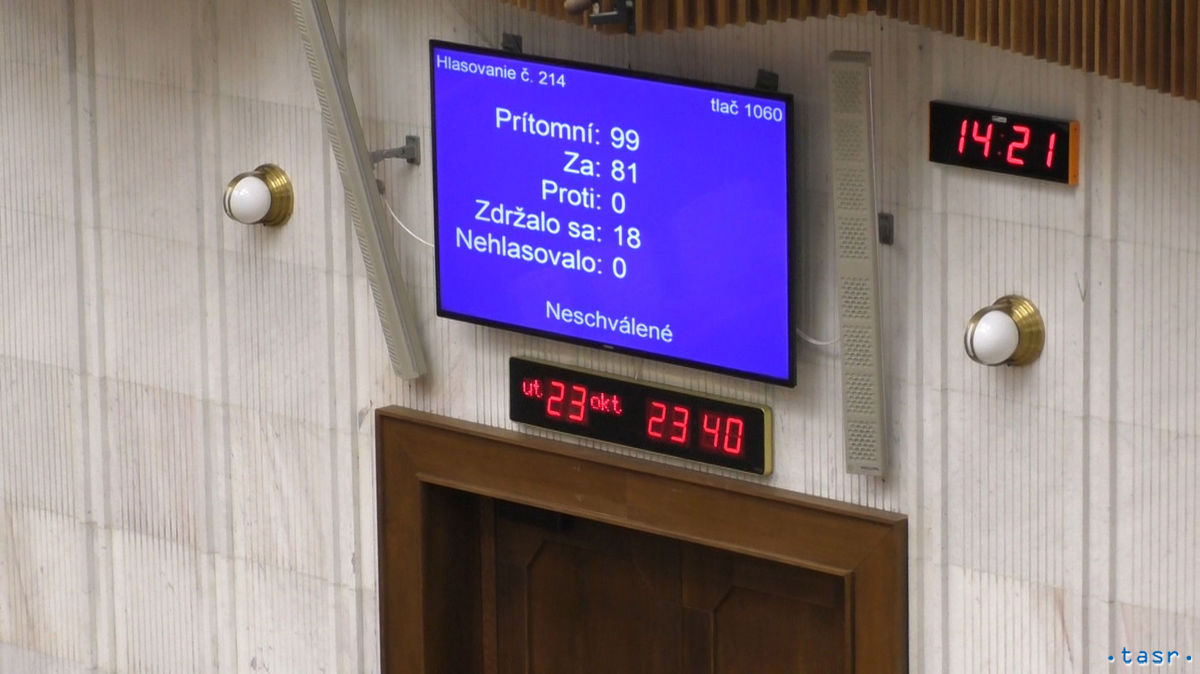 Hlasovanie č. 214
tlač 1060
Prítomní: 99
Za: 81
Proti: 0
Zdržalo sa: 18
Nehlasovalo: 0
Neschválené
14:21
ut 23 okt 23 40
·tasr·